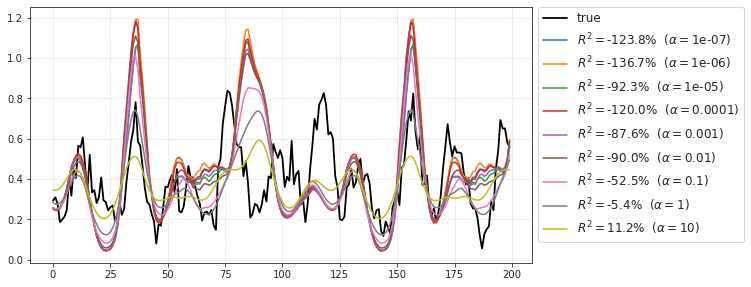 1.2
1.0
0.8
0.6
0.4
0.2
0.0
0 25 50 75 100 125 150 175 200
true
R² = -123.8% (α = 1e-07)
R² = -136.7% (α = 1e-06)
R² = -92.3% (α = 1e-05)
R² = -120.0% (α = 0.0001)
R² = -87.6% (α = 0.001)
R² = -90.0% (α = 0.01)
R² = -52.5% (α = 0.1)
R² = -5.4% (α = 1)
R² = 11.2% (α = 10)